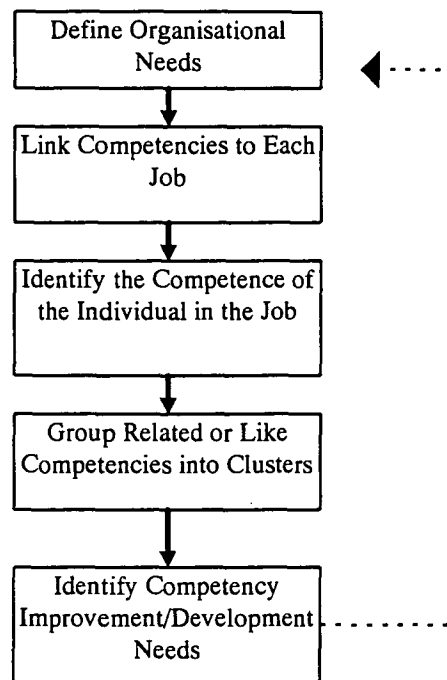 Define Organisational
Needs
Link Competencies to Each
Job
Identify the Competence of
the Individual in the Job
Group Related or Like
Competencies into Clusters
Identify Competency
Improvement/Development
Needs